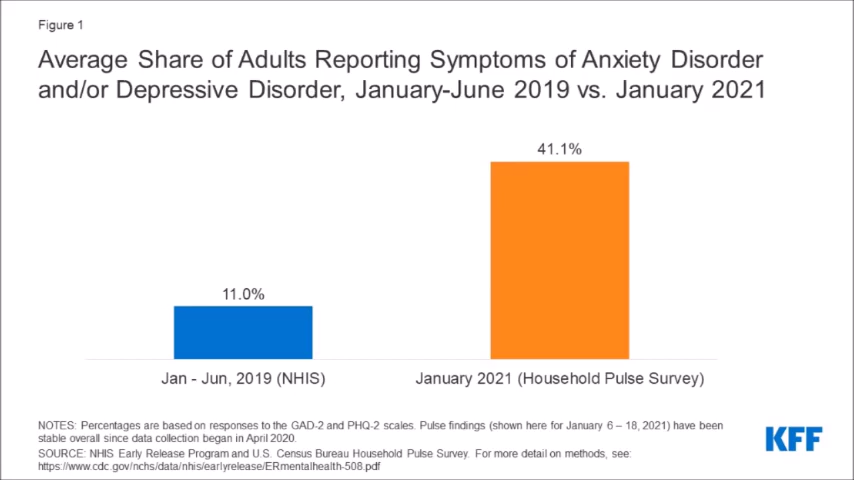 Figure 1
Average Share of Adults Reporting Symptoms of Anxiety Disorder
and/or Depressive Disorder, January-June 2019 vs. January 2021
41.1%
11.0%
Jan - Jun, 2019 (NHIS)
January 2021 (Household Pulse Survey)
NOTES: Percentages are based on responses to the GAD-2 and PHQ-2 scales. Pulse findings (shown here for January 6 – 18, 2021) have been
stable overall since data collection began in April 2020.
SOURCE: NHIS Early Release Program and U.S. Census Bureau Household Pulse Survey. For more detail on methods, see:
https://www.cdc.gov/nchs/data/nhis/earlyrelease/ERmentalhealth-508.pdf
KFF